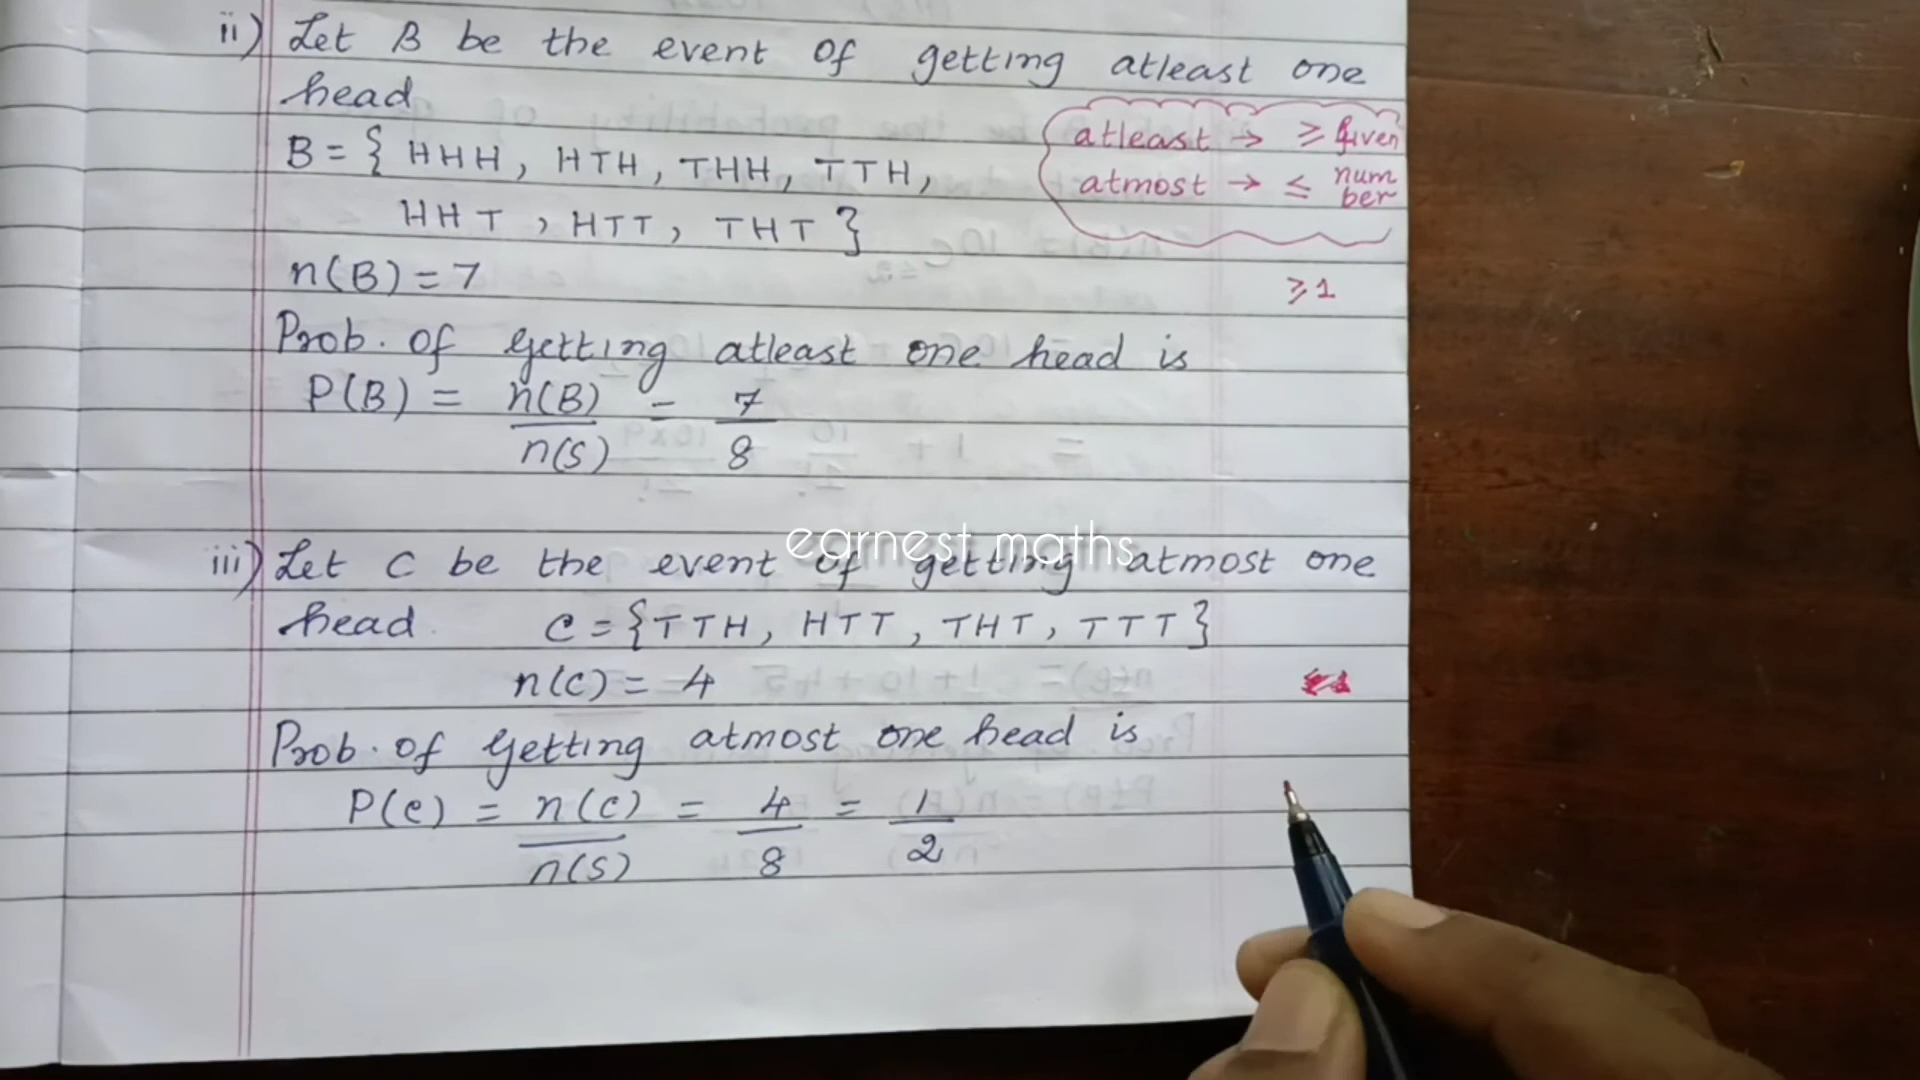 ii) Let B be the event of getting atleast one
head
atleast → ≥ given
B = { HHH, HTH, THH, TTH,
atmost → ≤ num
ber
HHT, HTT, THT }
n(B) = 7
≥1
Prob. of getting atleast one head is
P(B) = n(B) = 7
n(S) 8
earnest maths
iii) Let C be the event of getting atmost one
head. C = {TTH, HTT, THT, TTT}
n(C) = 4
Prob. of getting atmost one head is
P(C) = n(C) = 4 = 1
n(S) 8 2